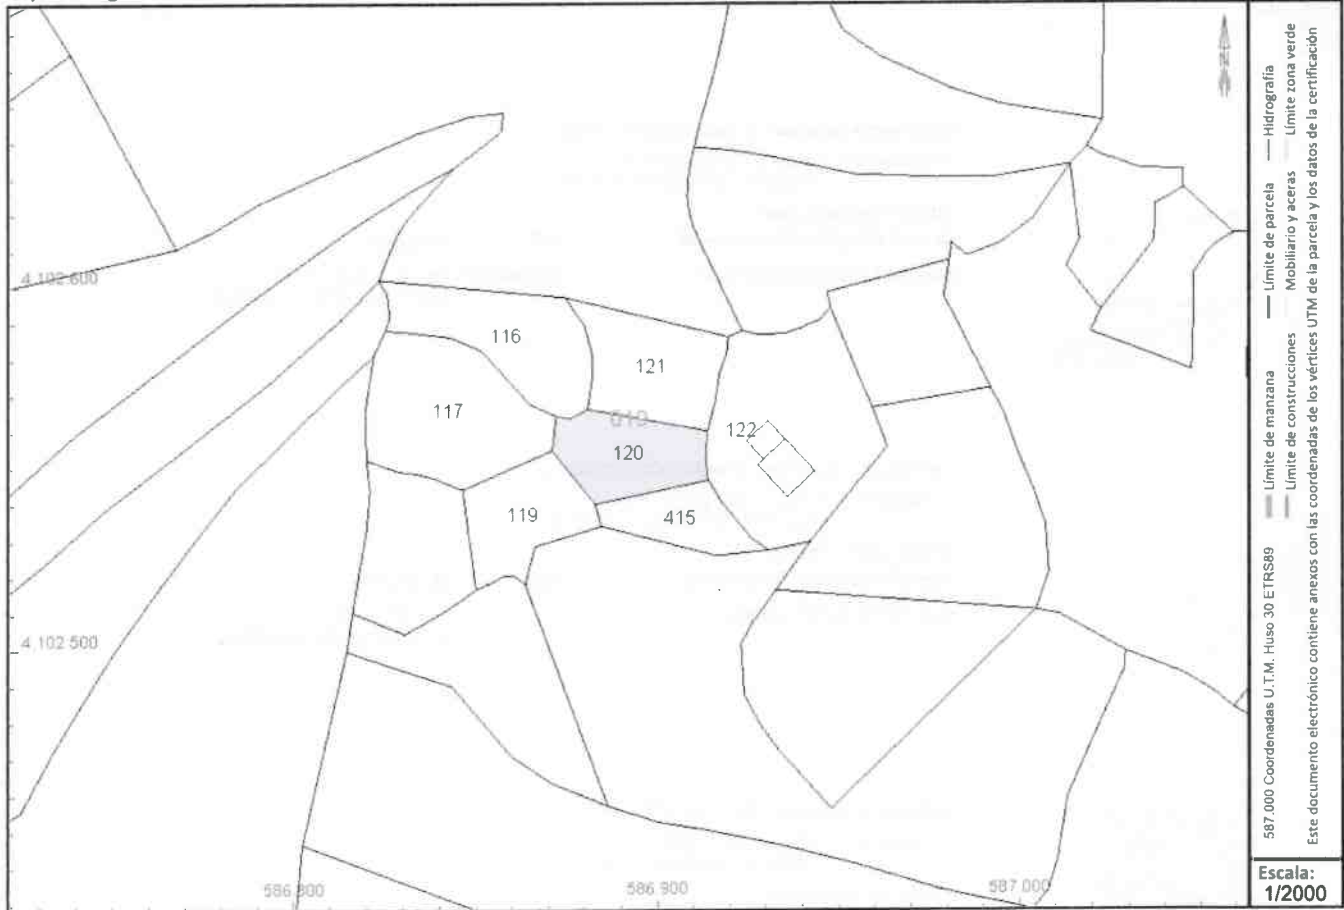 4 102 600
116
121
117
010
122
120
119
415
4 102 500
586 800
586 900
587 000
587.000 Coordenadas U.T.M. Huso 30 ETRS89
Límite de manzana
Límite de parcela
Hidrografía
Límite de construcciones
Mobiliario y aceras
Límite zona verde
Este documento electrónico contiene anexos con las coordenadas de los vértices UTM de la parcela y los datos de la certificación
Escala:
1/2000